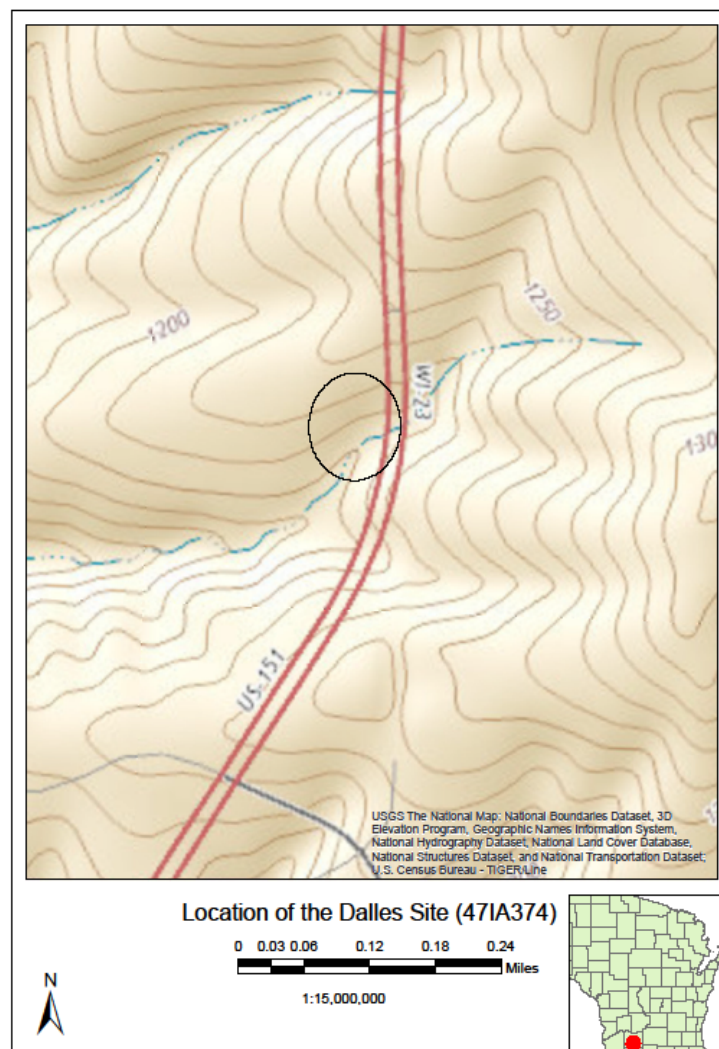 1200
1250
WI-23
130
US-151
USGS The National Map: National Boundaries Dataset, 3D
Elevation Program, Geographic Names Information System,
National Hydrography Dataset, National Land Cover Database,
National Structures Dataset, and National Transportation Dataset;
U.S. Census Bureau - TIGER/Line
Location of the Dalles Site (47IA374)
0 0.03 0.06 0.12 0.18 0.24
Miles
N
1:15,000,000